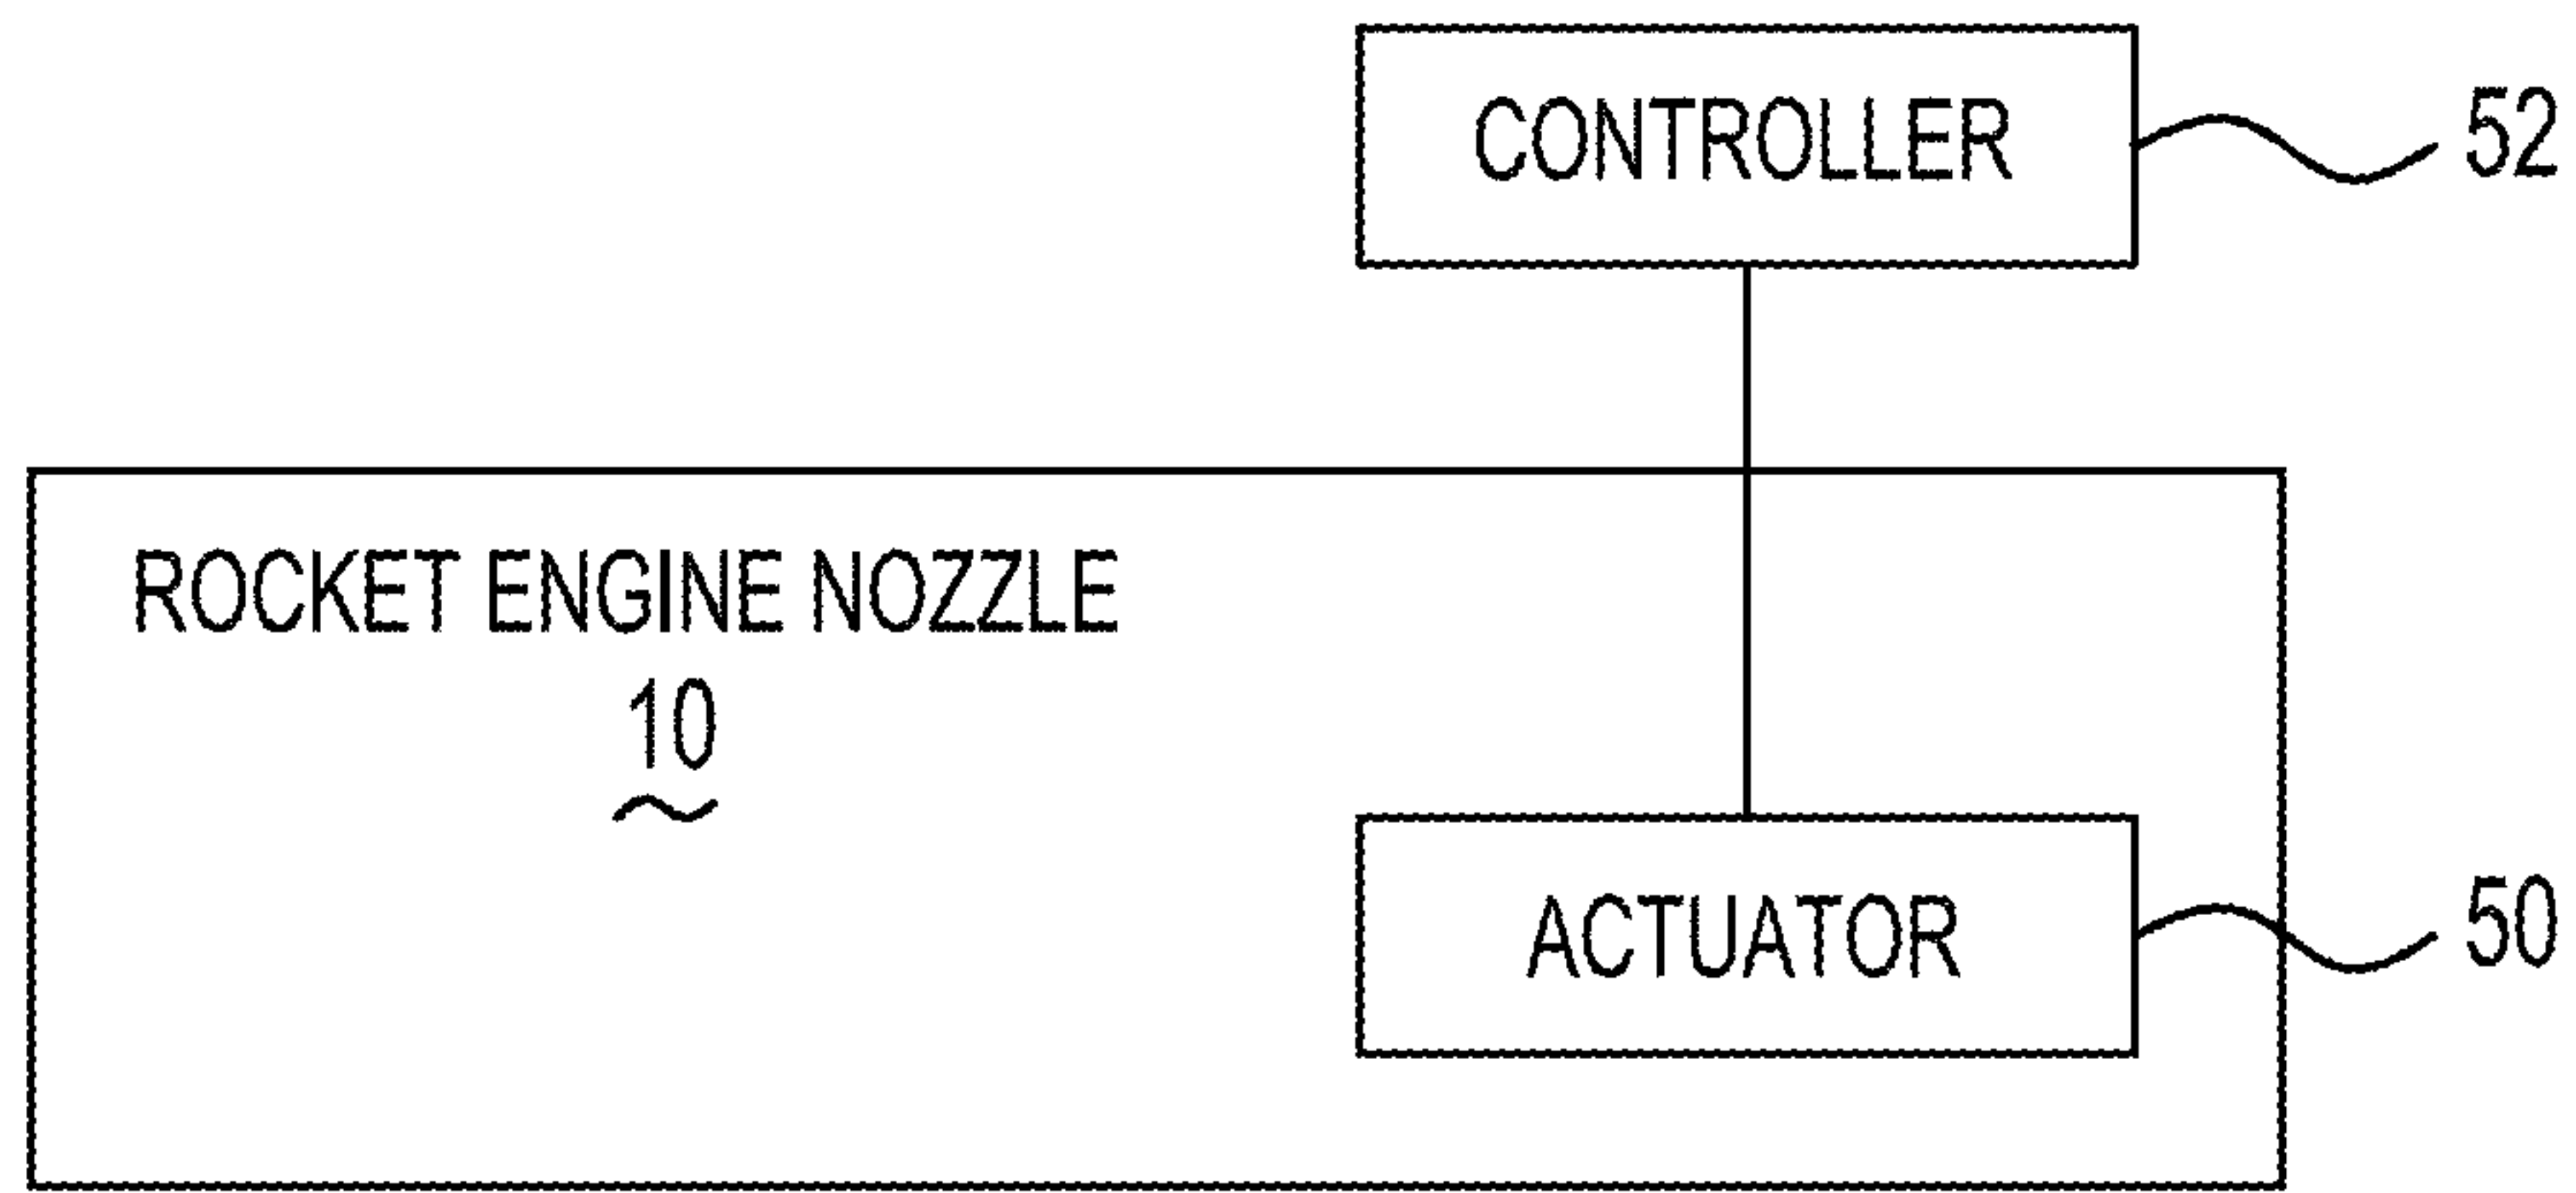 CONTROLLER
52
ROCKET ENGINE NOZZLE
10
ACTUATOR
50